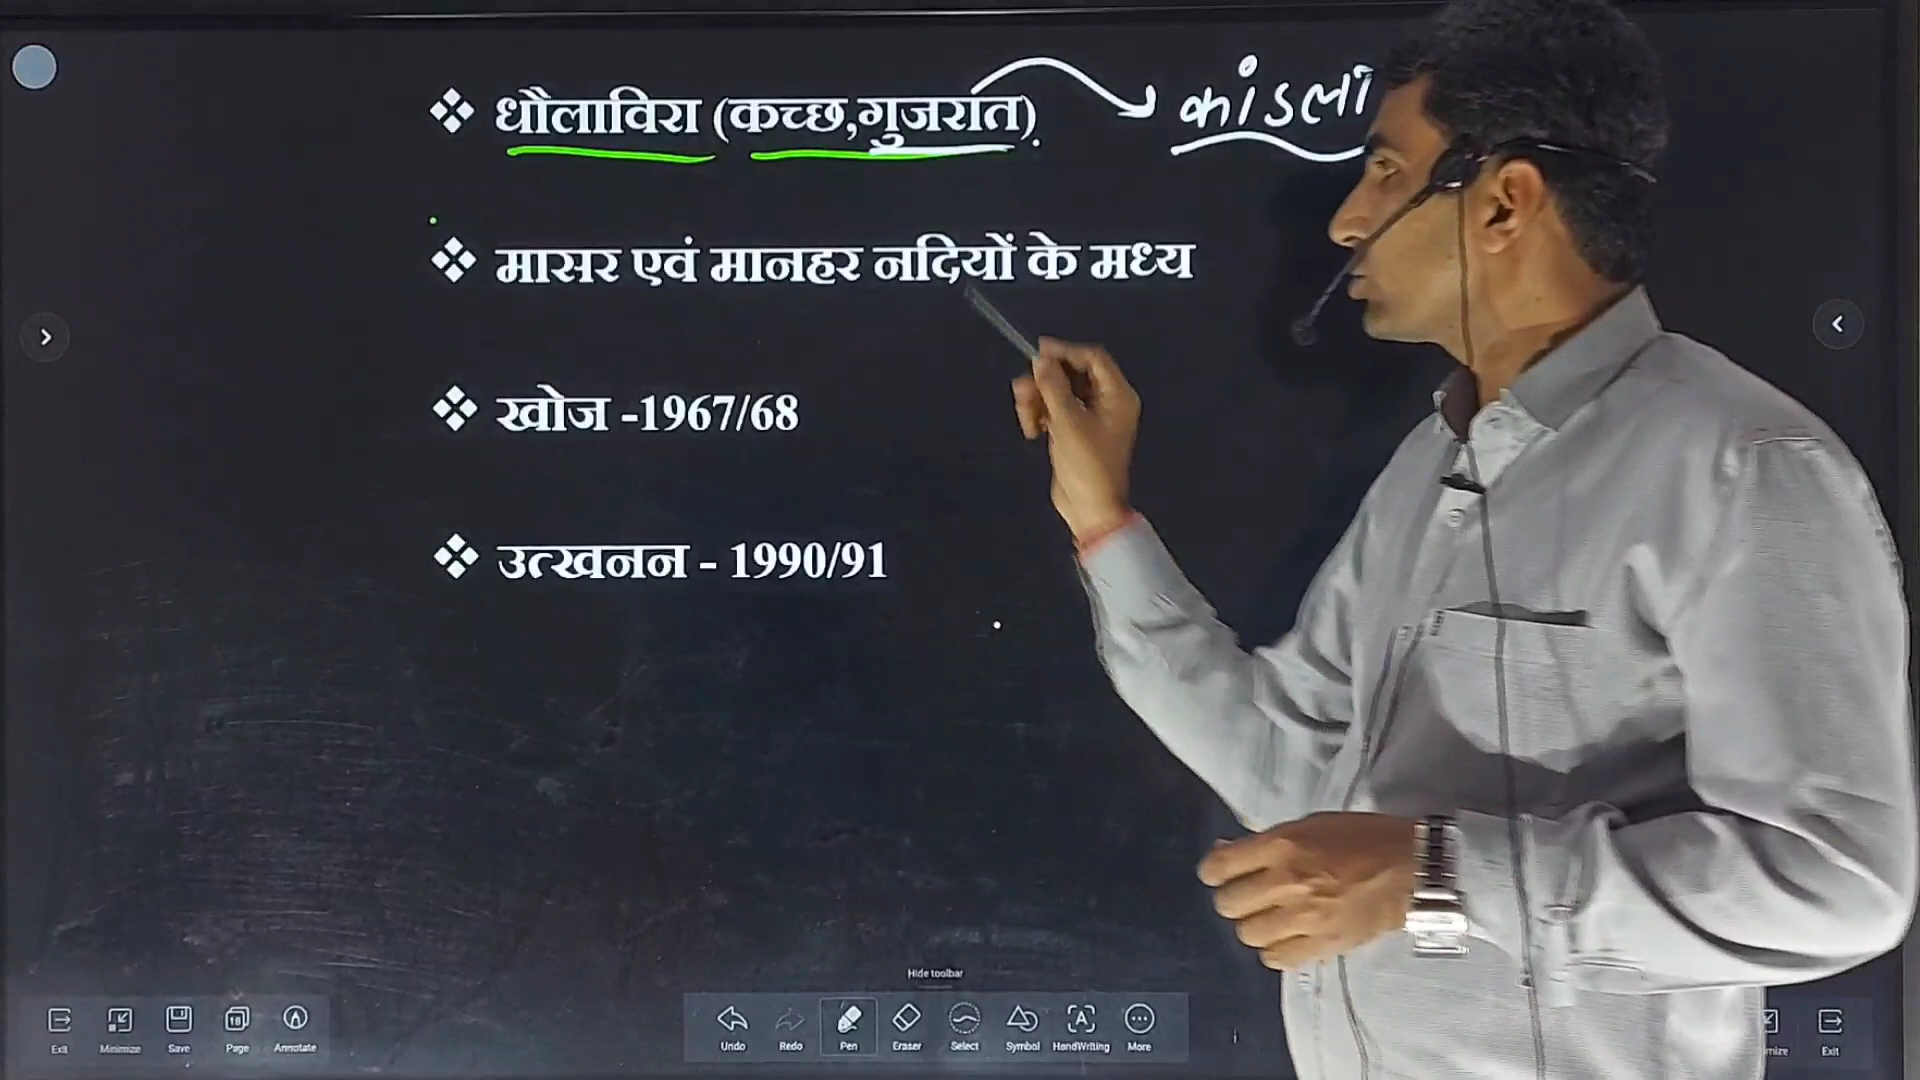 ❖ धौलाविरा (कच्छ,गुजरात). कांडला
❖ मासर एवं मानहर नदियों के मध्य
❖ खोज -1967/68
❖ उत्खनन - 1990/91
Hide toolbar
Exit Minimize Save Page Annotate Undo Redo Pen Eraser Select Symbol HandWriting More Exit